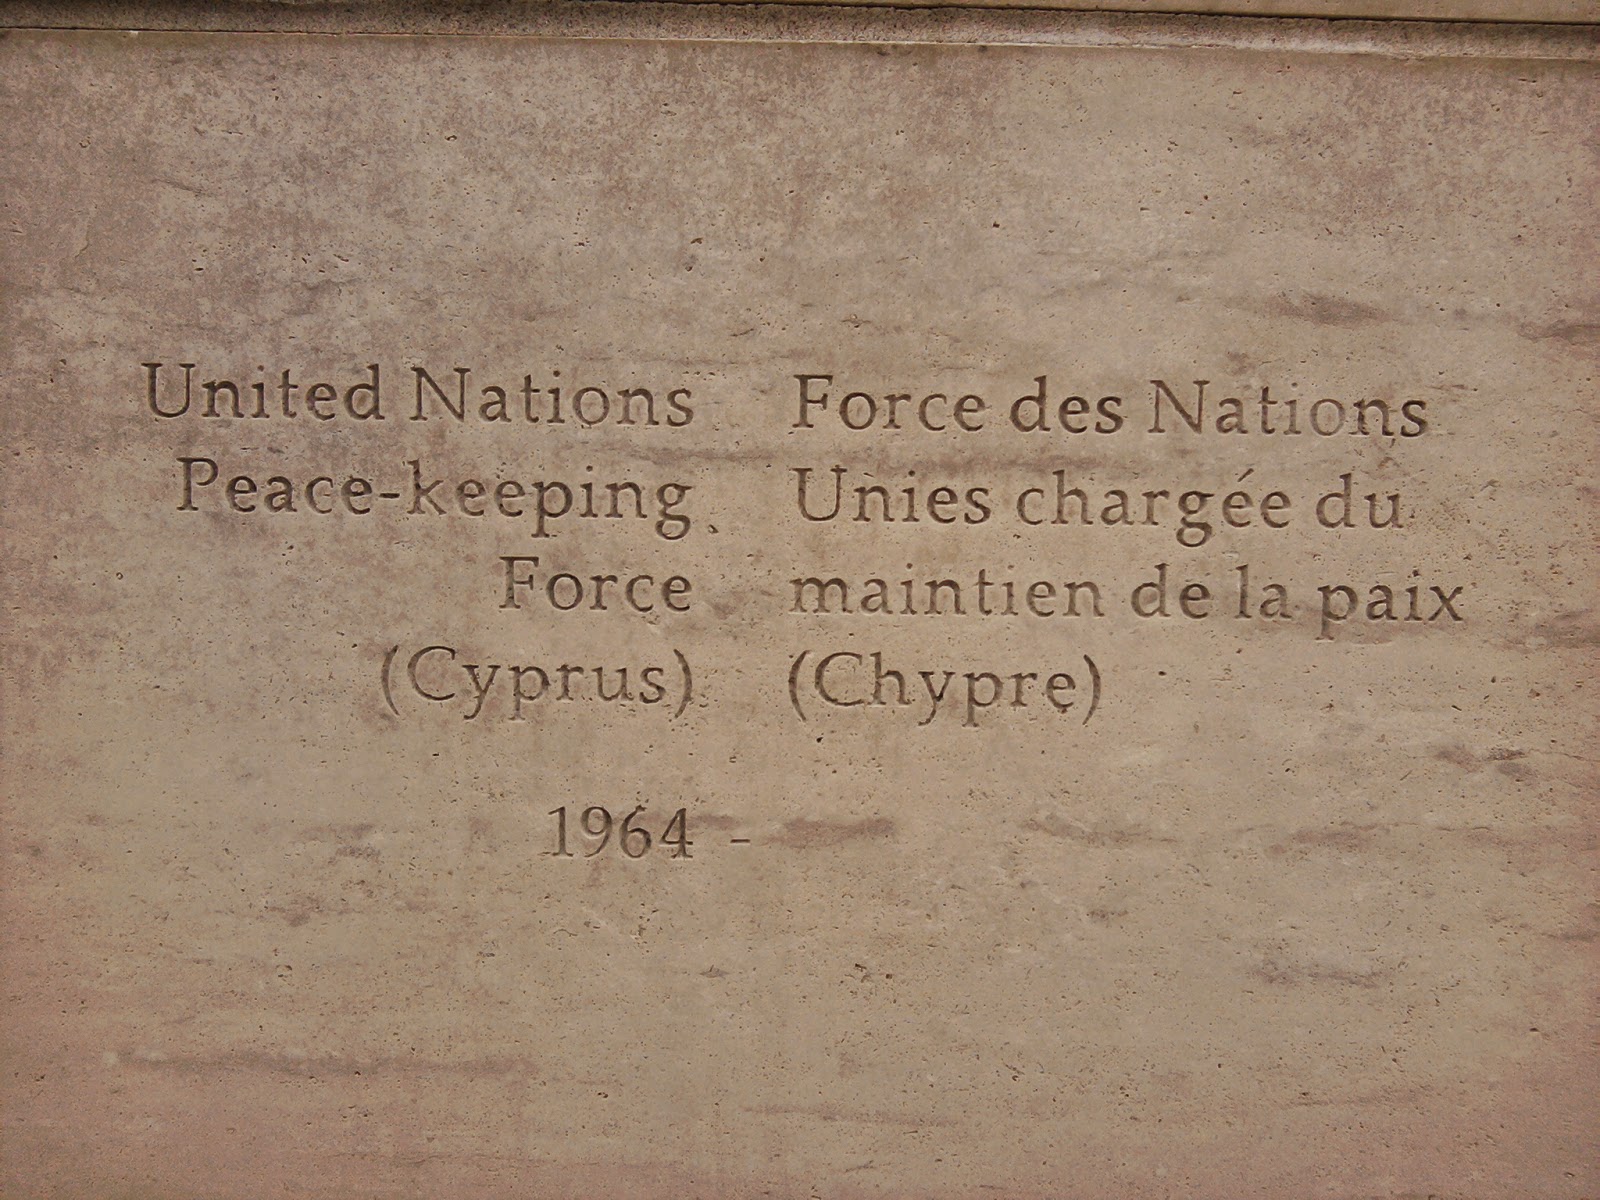 United Nations
Peace-keeping
Force
(Cyprus)
Force des Nations
Unies chargée du
maintien de la paix
(Chypre)
1964 -